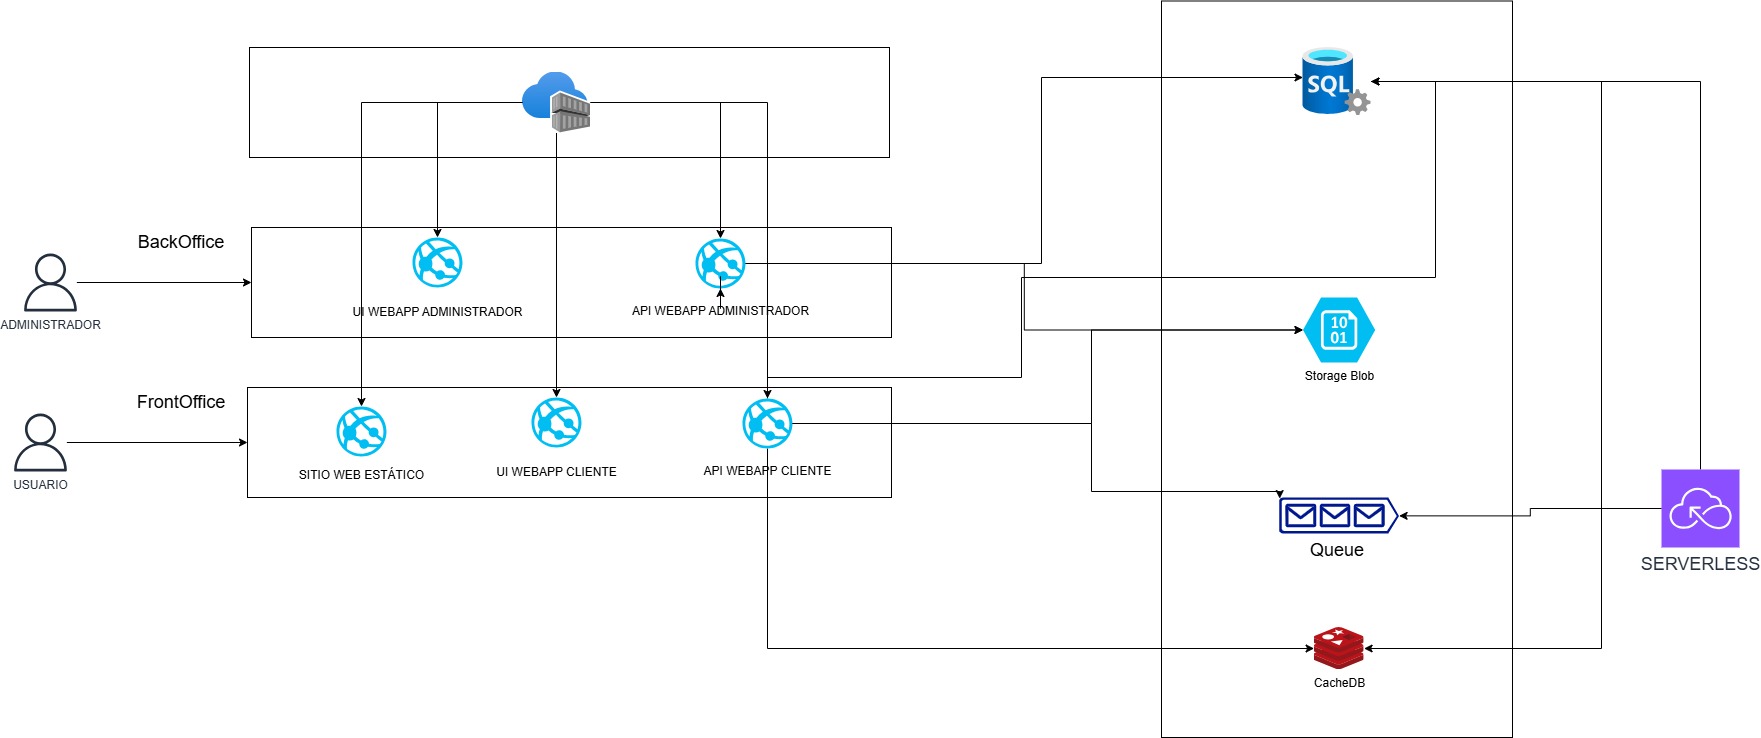 SQL
BackOffice
ADMINISTRADOR
UI WEBAPP ADMINISTRADOR
API WEBAPP ADMINISTRADOR
10
01
Storage Blob
FrontOffice
USUARIO
SITIO WEB ESTÁTICO
UI WEBAPP CLIENTE
API WEBAPP CLIENTE
Queue
SERVERLESS
CacheDB